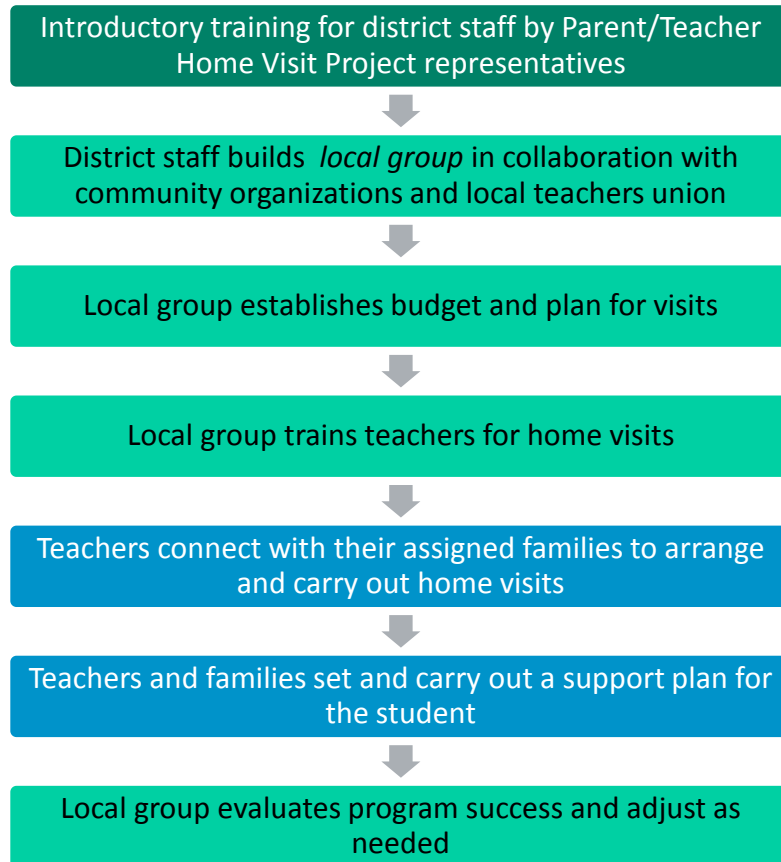 Introductory training for district staff by Parent/Teacher
Home Visit Project representatives
District staff builds local group in collaboration with
community organizations and local teachers union
Local group establishes budget and plan for visits
Local group trains teachers for home visits
Teachers connect with their assigned families to arrange
and carry out home visits
Teachers and families set and carry out a support plan for
the student
Local group evaluates program success and adjust as
needed